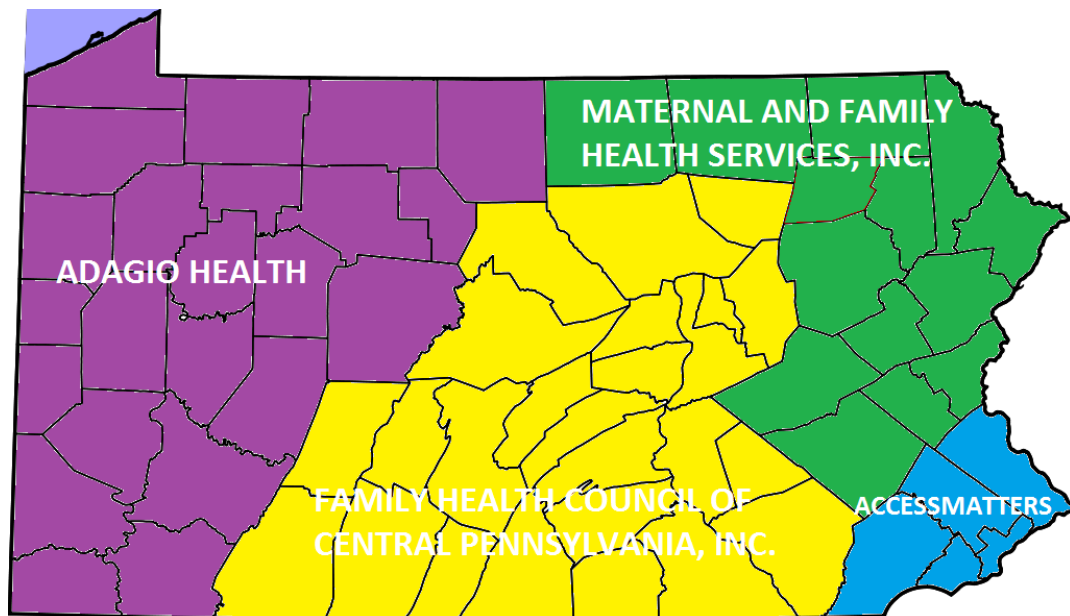 MATERNAL AND FAMILY
HEALTH SERVICES, INC.
ADAGIO HEALTH
FAMILY HEALTH COUNCIL OF
CENTRAL PENNSYLVANIA, INC.
ACCESSMATTERS